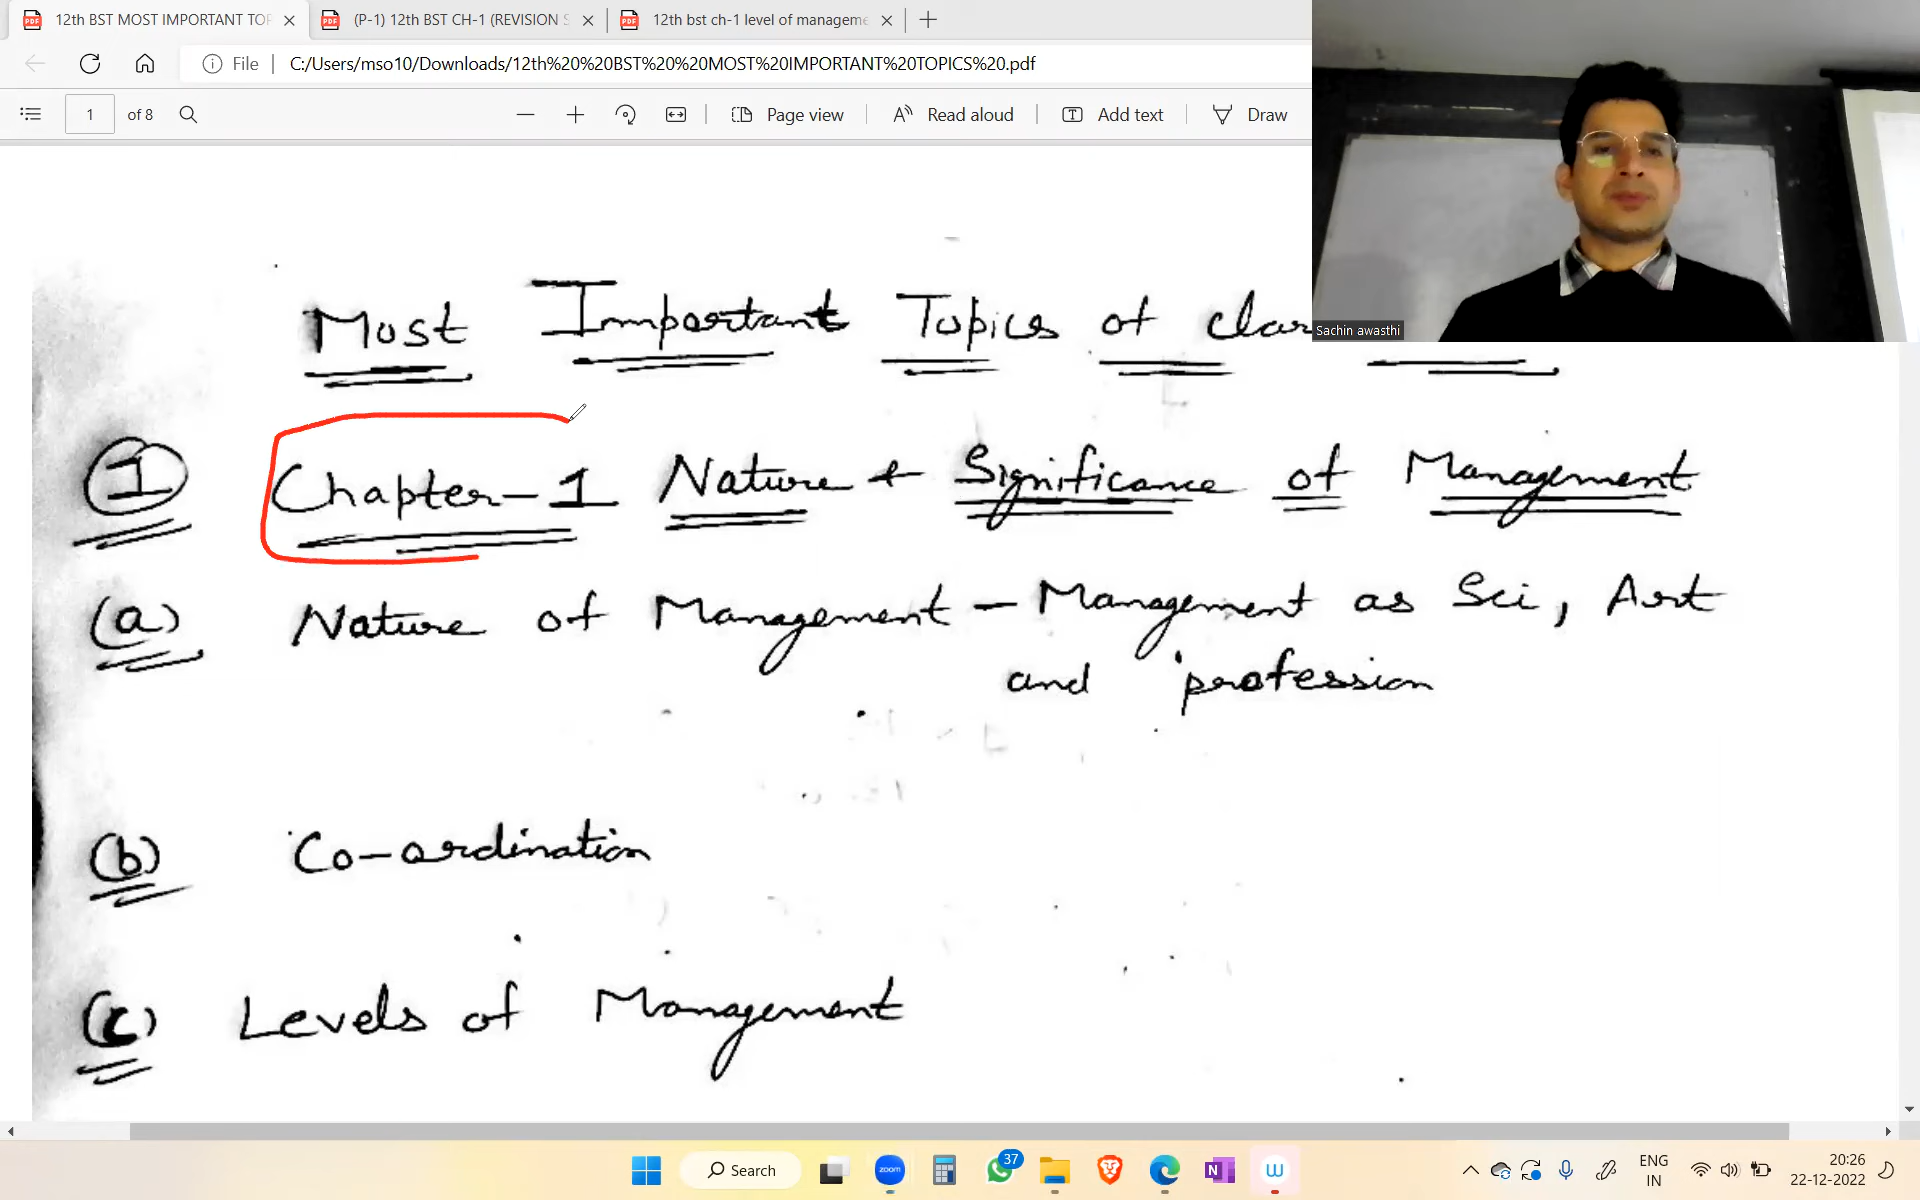 12th BST MOST IMPORTANT TOP
(P-1) 12th BST CH-1 (REVISION S
12th bst ch-1 level of manageme
File
C:/Users/mso10/Downloads/12th%20%20BST%20%20MOST%20IMPORTANT%20TOPICS%20.pdf
1 of 8
Page view
Read aloud
Add text
Draw
Sachin awasthi
Most Important Topics of clas
I Chapter-1 Nature & Significance of Management
(a) Nature of Management - Management as Sci, Art
and profession
(b) Co-ordination
(c) Levels of Management
Search
zoom
37
N
W
ENG
IN
20:26
22-12-2022